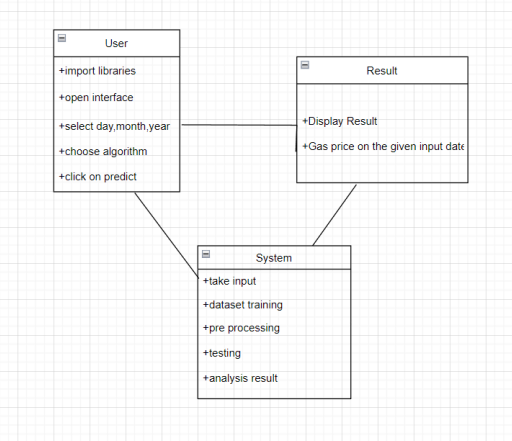 User
+import libraries
+open interface
+select day,month,year
+choose algorithm
+click on predict
Result
+Display Result
+Gas price on the given input date
System
+take input
+dataset training
+pre processing
+testing
+analysis result